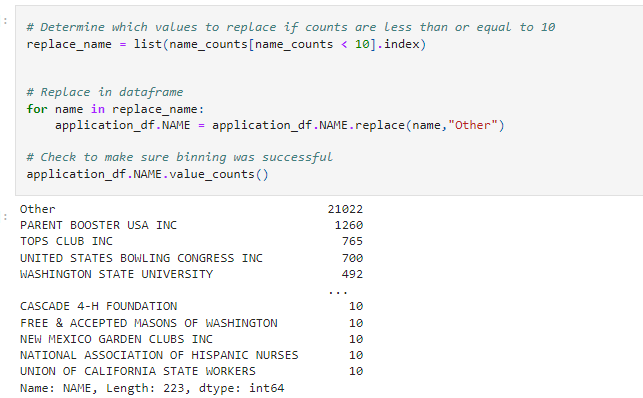 :
# Determine which values to replace if counts are less than or equal to 10
replace_name = list(name_counts[name_counts < 10].index)
# Replace in dataframe
for name in replace_name:
    application_df.NAME = application_df.NAME.replace(name,"Other")
# Check to make sure binning was successful
application_df.NAME.value_counts()
:
Other 21022
PARENT BOOSTER USA INC 1260
TOPS CLUB INC 765
UNITED STATES BOWLING CONGRESS INC 700
WASHINGTON STATE UNIVERSITY 492
...
CASCADE 4-H FOUNDATION 10
FREE & ACCEPTED MASONS OF WASHINGTON 10
NEW MEXICO GARDEN CLUBS INC 10
NATIONAL ASSOCIATION OF HISPANIC NURSES 10
UNION OF CALIFORNIA STATE WORKERS 10
Name: NAME, Length: 223, dtype: int64